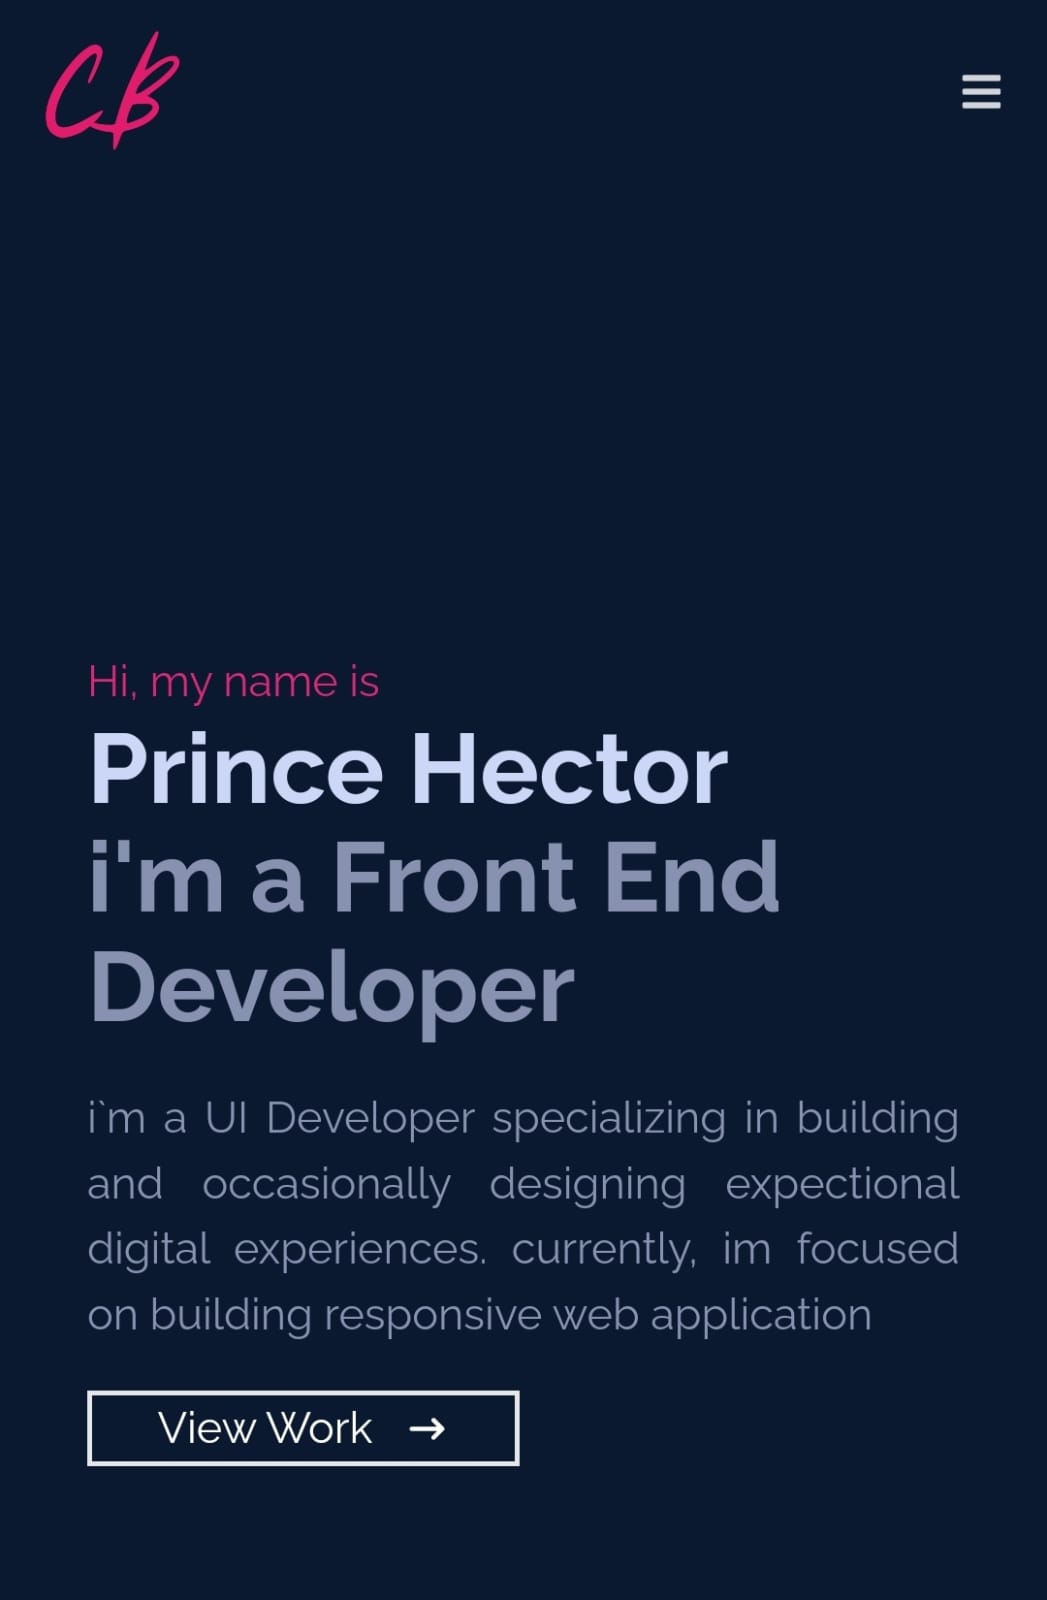 CB
Hi, my name is
Prince Hector
i'm a Front End
Developer
i`m a UI Developer specializing in building
and occasionally designing expectional
digital experiences. currently, im focused
on building responsive web application
View Work →